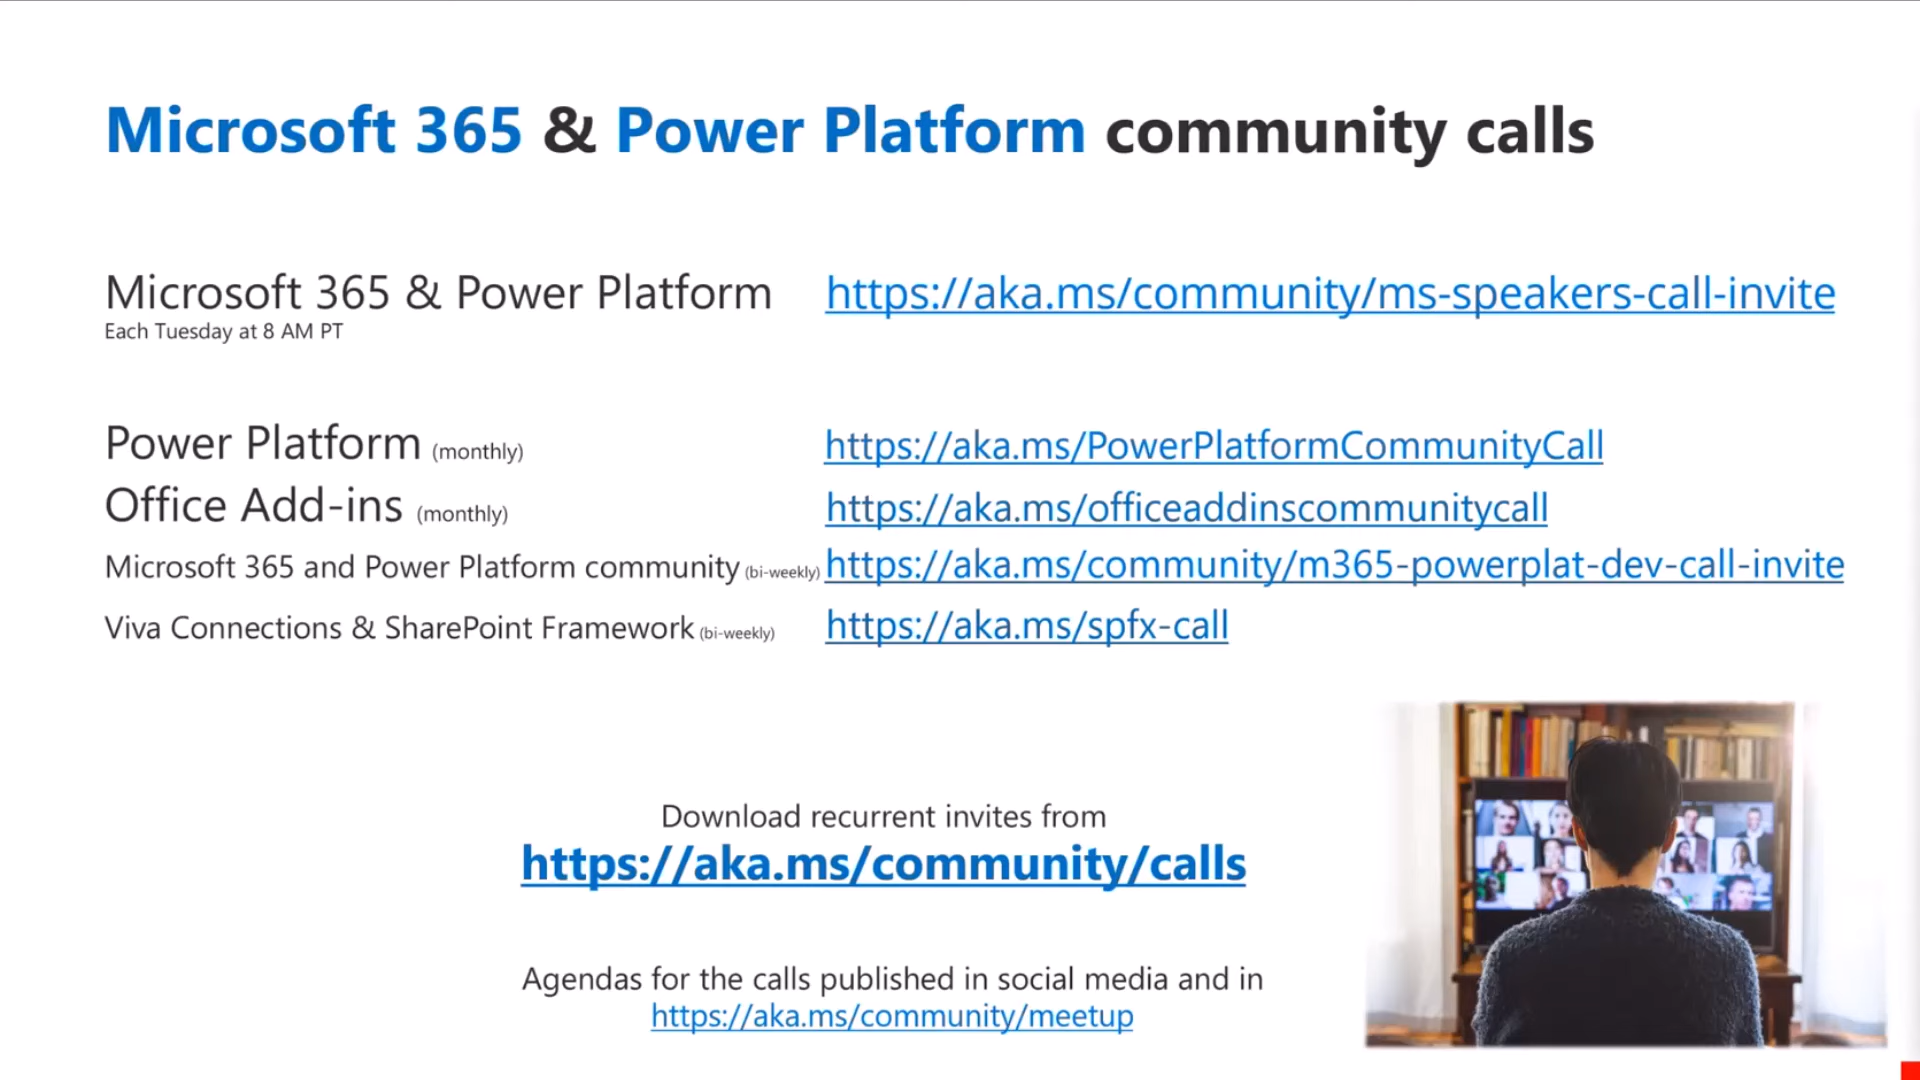 Microsoft 365 & Power Platform community calls
Microsoft 365 & Power Platform https://aka.ms/community/ms-speakers-call-invite
Each Tuesday at 8 AM PT
Power Platform (monthly) https://aka.ms/PowerPlatformCommunityCall
Office Add-ins (monthly) https://aka.ms/officeaddinscommunitycall
Microsoft 365 and Power Platform community (bi-weekly) https://aka.ms/community/m365-powerplat-dev-call-invite
Viva Connections & SharePoint Framework (bi-weekly) https://aka.ms/spfx-call
Download recurrent invites from
https://aka.ms/community/calls
Agendas for the calls published in social media and in
https://aka.ms/community/meetup